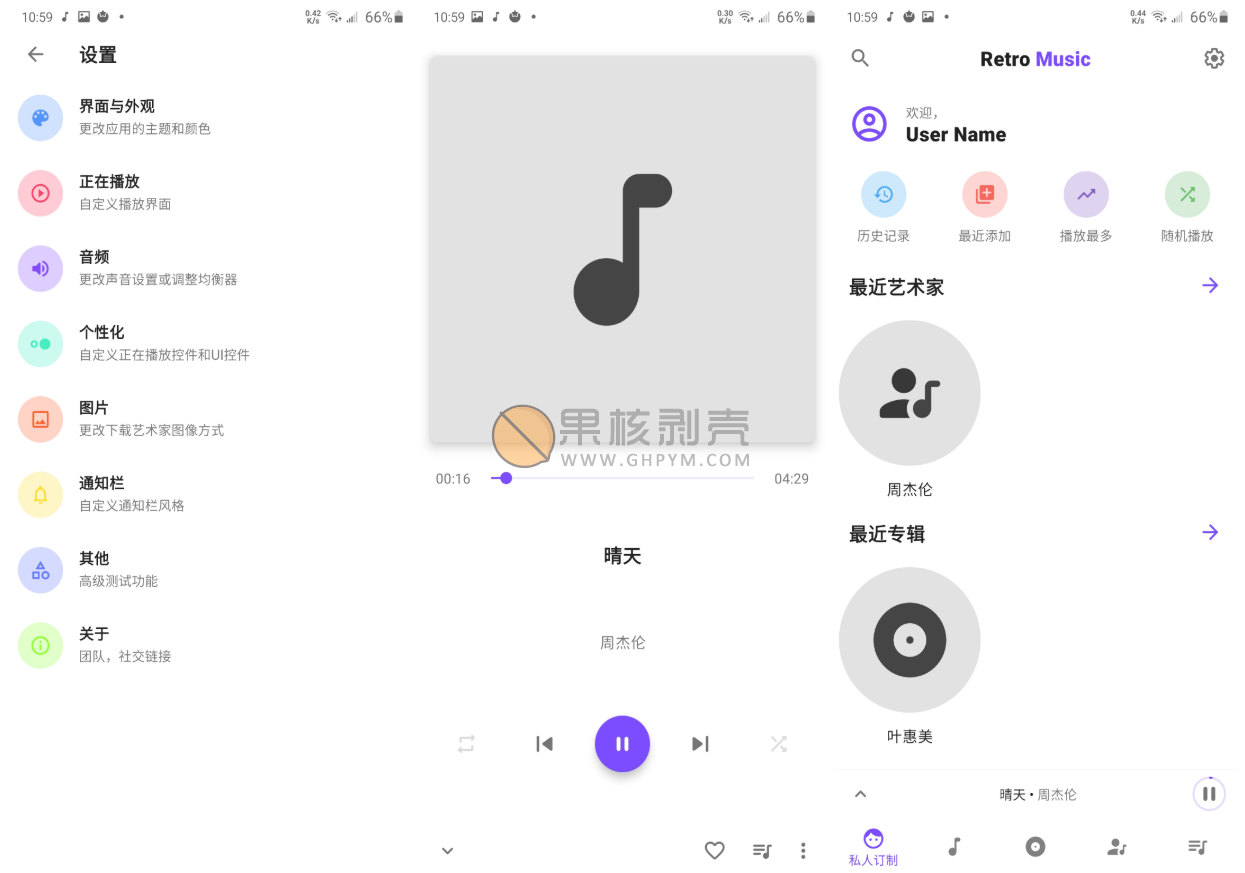 10:59
0.42
K/s
66%
设置
界面与外观
更改应用的主题和颜色
正在播放
自定义播放界面
音频
更改声音设置或调整均衡器
个性化
自定义正在播放控件和UI控件
图片
更改下载艺术家图像方式
通知栏
自定义通知栏风格
其他
高级测试功能
关于
团队，社交链接
10:59
0.30
K/s
66%
果核剥壳
WWW.GHPYM.COM
00:16
04:29
晴天
周杰伦
10:59
0.44
K/s
66%
Retro Music
欢迎，
User Name
历史记录
最近添加
播放最多
随机播放
最近艺术家
周杰伦
最近专辑
叶惠美
晴天 • 周杰伦
私人订制